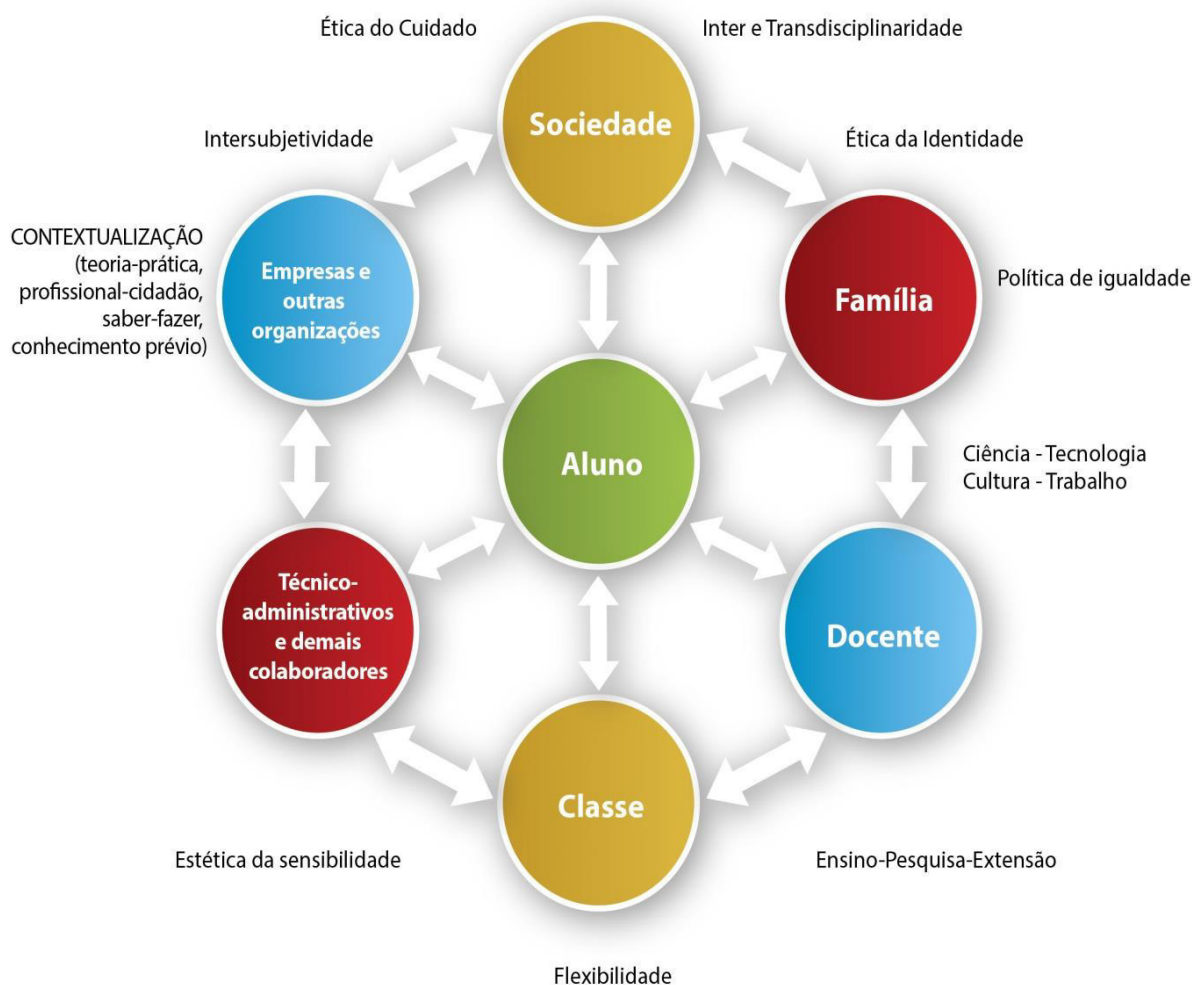 Ética do Cuidado
Inter e Transdisciplinaridade
Sociedade
Intersubjetividade
Ética da Identidade
CONTEXTUALIZAÇÃO
(teoria-prática,
profissional-cidadão,
saber-fazer,
conhecimento prévio)
Empresas e
outras
organizações
Família
Política de igualdade
Aluno
Ciência - Tecnologia
Cultura - Trabalho
Técnico-
administrativos
e demais
colaboradores
Docente
Classe
Estética da sensibilidade
Ensino-Pesquisa-Extensão
Flexibilidade